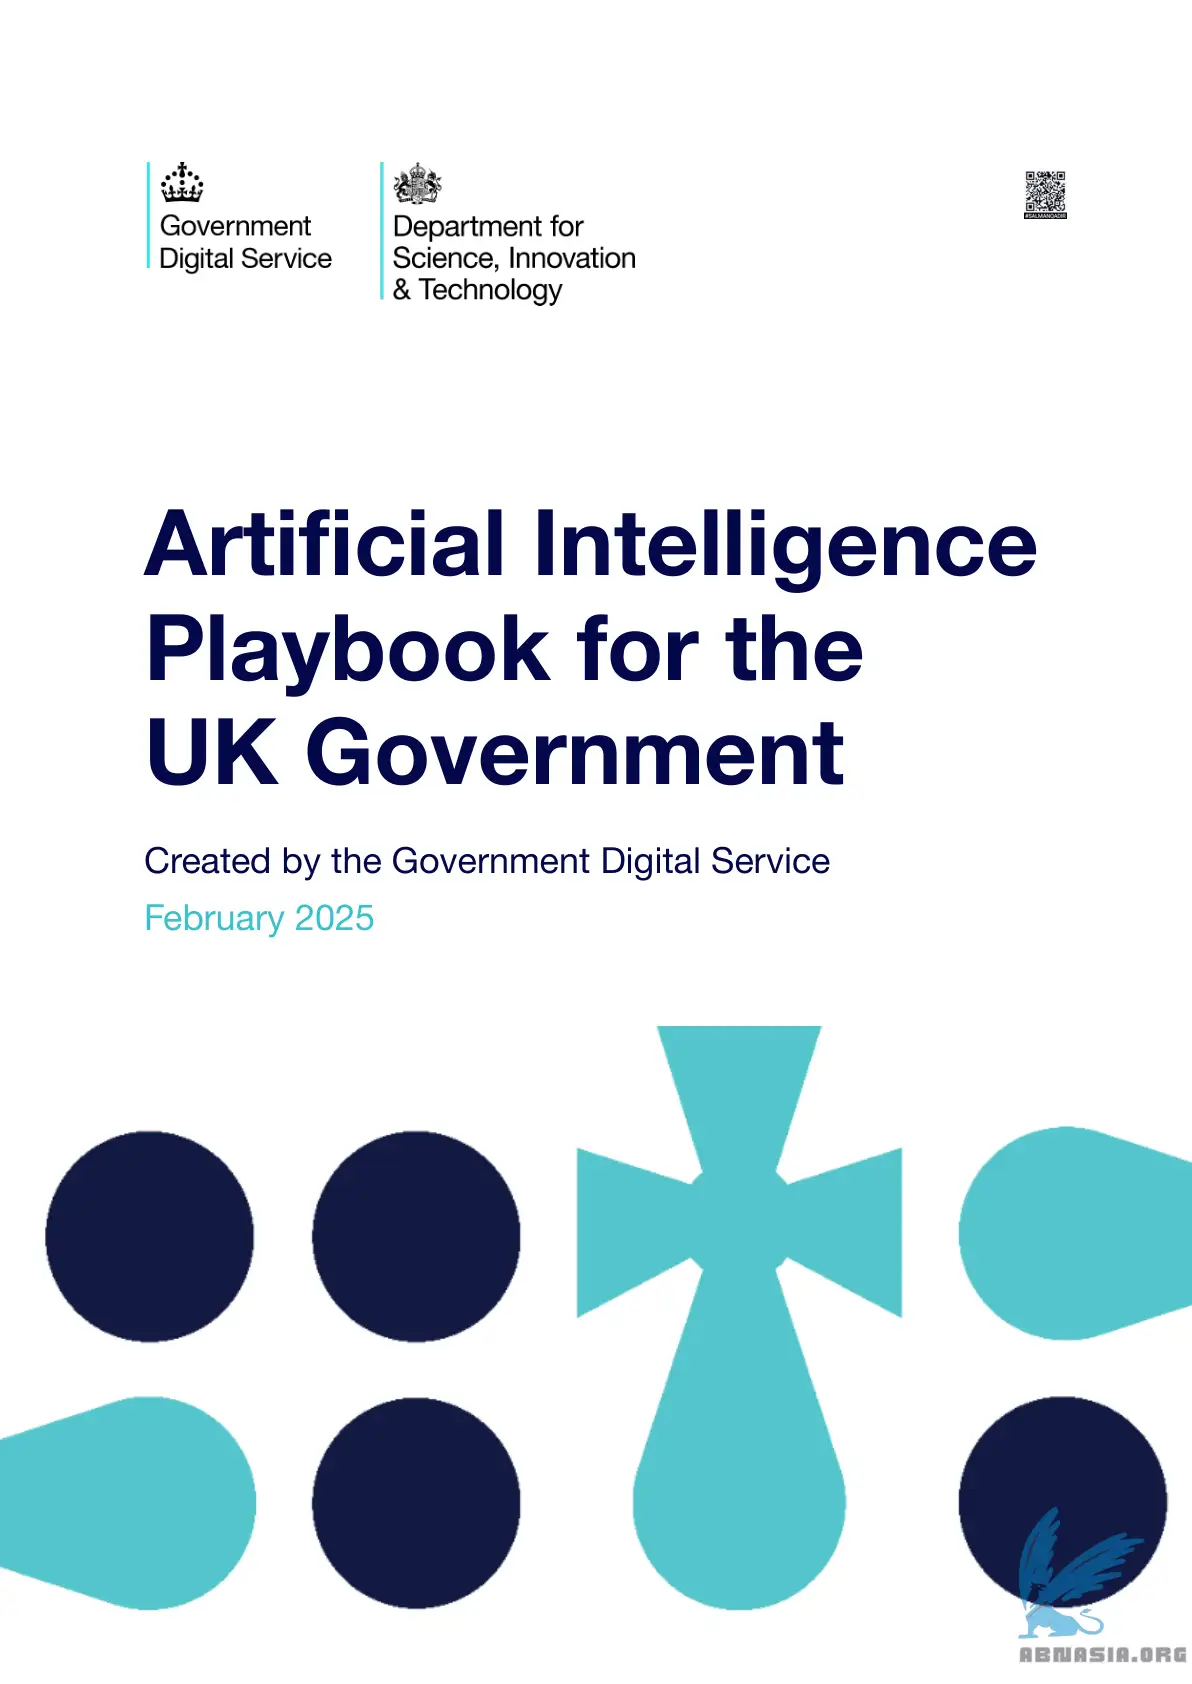 Government
Digital Service
Department for
Science, Innovation
& Technology
#SALMANQADIR
Artificial Intelligence
Playbook for the
UK Government
Created by the Government Digital Service
February 2025
ABNASIA.ORG